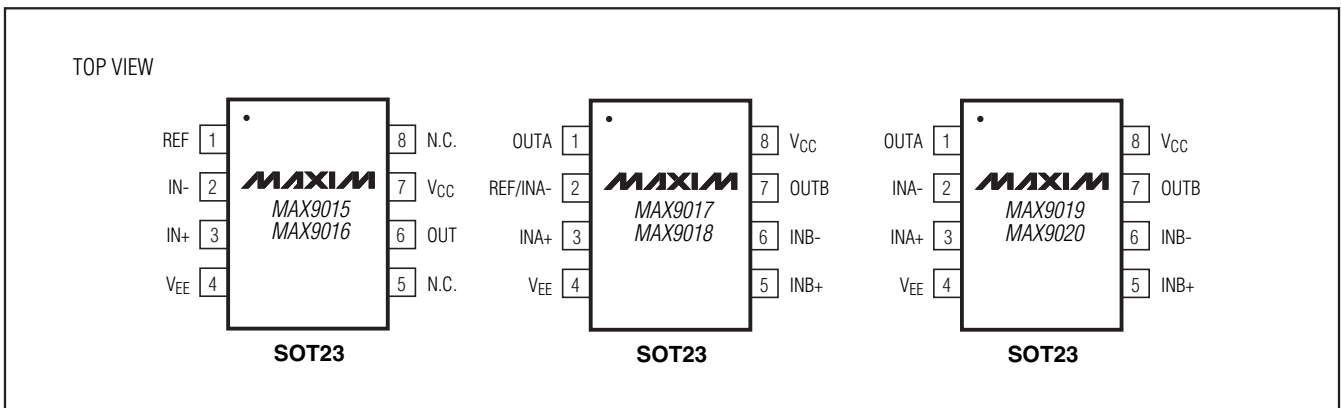 TOP VIEW
REF 1
IN- 2
IN+ 3
VEE 4
8 N.C.
7 VCC
6 OUT
5 N.C.
MAXIM
MAX9015
MAX9016
SOT23
OUTA 1
REF/INA- 2
INA+ 3
VEE 4
8 VCC
7 OUTB
6 INB-
5 INB+
MAXIM
MAX9017
MAX9018
SOT23
OUTA 1
INA- 2
INA+ 3
VEE 4
8 VCC
7 OUTB
6 INB-
5 INB+
MAXIM
MAX9019
MAX9020
SOT23